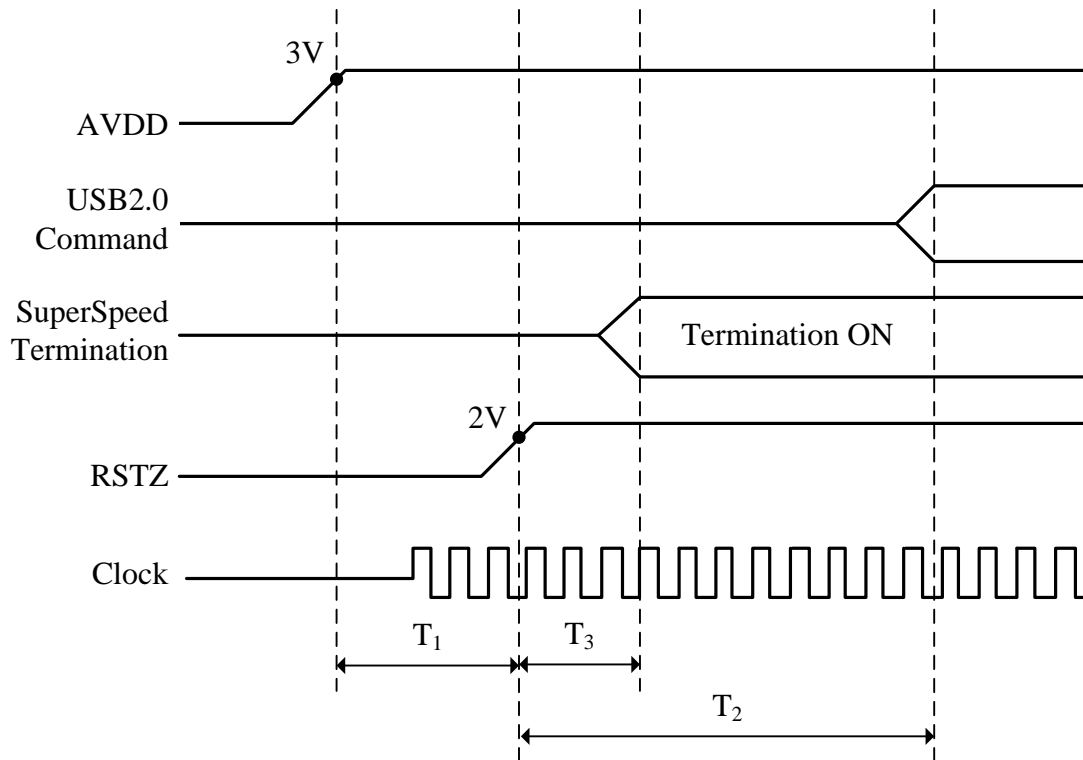 3V
AVDD
USB2.0
Command
SuperSpeed
Termination
Termination ON
2V
RSTZ
Clock
T₁
T₃
T₂